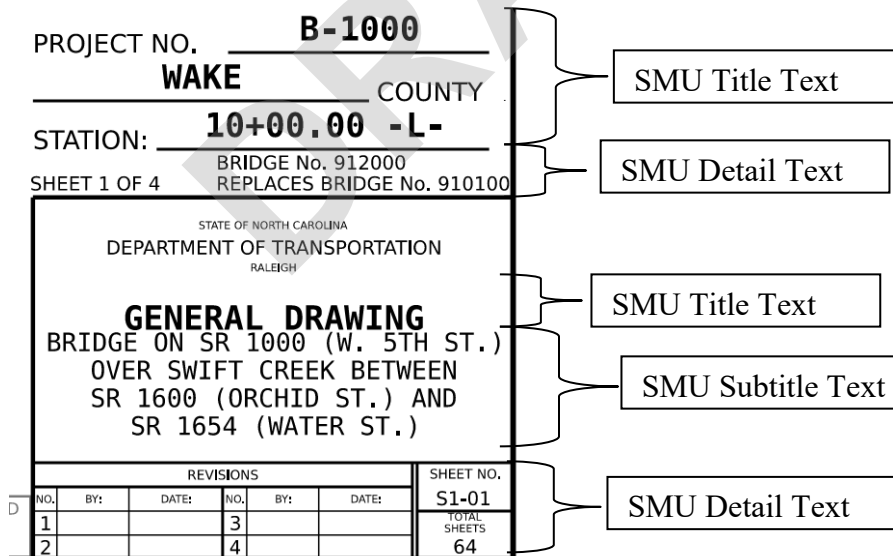 DRA
PROJECT NO. B-1000
WAKE COUNTY
STATION: 10+00.00 -L-
BRIDGE No. 912000
SHEET 1 OF 4 REPLACES BRIDGE No. 910100
STATE OF NORTH CAROLINA
DEPARTMENT OF TRANSPORTATION
RALEIGH
GENERAL DRAWING
BRIDGE ON SR 1000 (W. 5TH ST.)
OVER SWIFT CREEK BETWEEN
SR 1600 (ORCHID ST.) AND
SR 1654 (WATER ST.)
REVISIONS SHEET NO.
NO. BY: DATE: NO. BY: DATE: S1-01
1 3 TOTAL SHEETS
2 4 64
SMU Title Text
SMU Detail Text
SMU Title Text
SMU Subtitle Text
SMU Detail Text